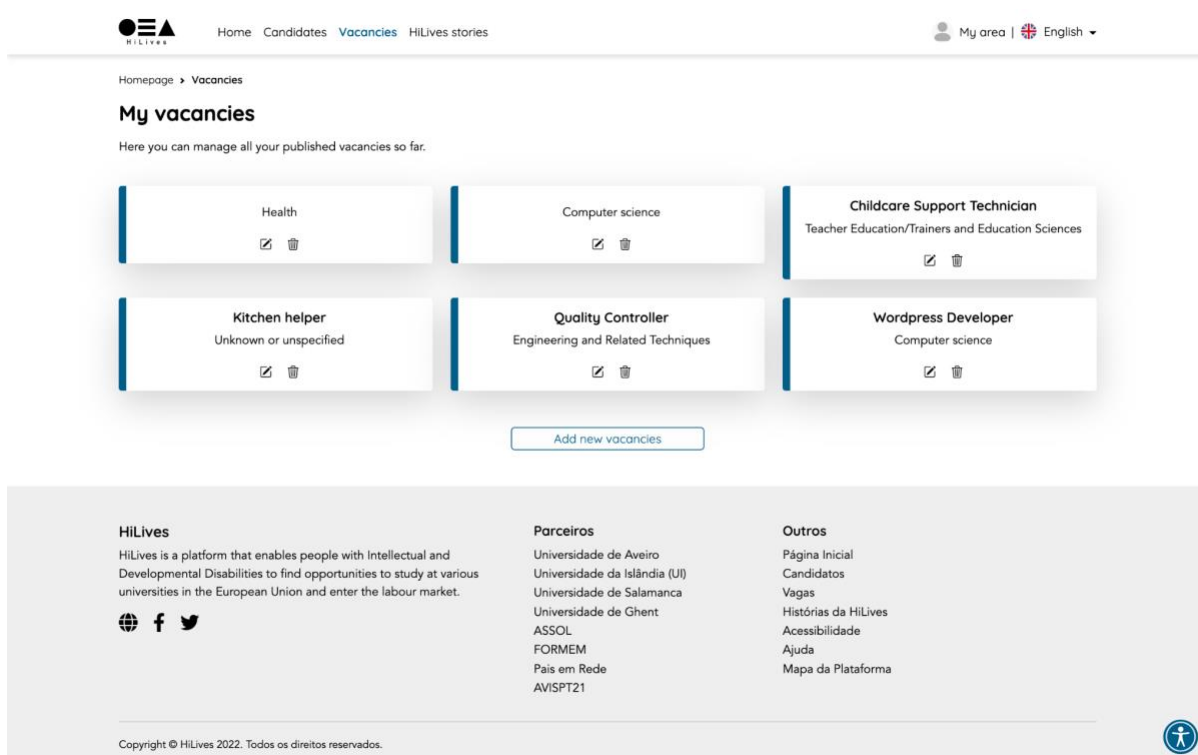 HiLives
Home Candidates Vacancies HiLives stories
My area | English
Homepage > Vacancies
My vacancies
Here you can manage all your published vacancies so far.
Health
Computer science
Childcare Support Technician
Teacher Education/Trainers and Education Sciences
Kitchen helper
Unknown or unspecified
Quality Controller
Engineering and Related Techniques
Wordpress Developer
Computer science
Add new vacancies
HiLives
HiLives is a platform that enables people with Intellectual and
Developmental Disabilities to find opportunities to study at various
universities in the European Union and enter the labour market.
Parceiros
Universidade de Aveiro
Universidade da Islândia (UI)
Universidade de Salamanca
Universidade de Ghent
ASSOL
FORMEM
Pais em Rede
AVISPT21
Outros
Página Inicial
Candidatos
Vagas
Histórias da HiLives
Acessibilidade
Ajuda
Mapa da Plataforma
Copyright © HiLives 2022. Todos os direitos reservados.